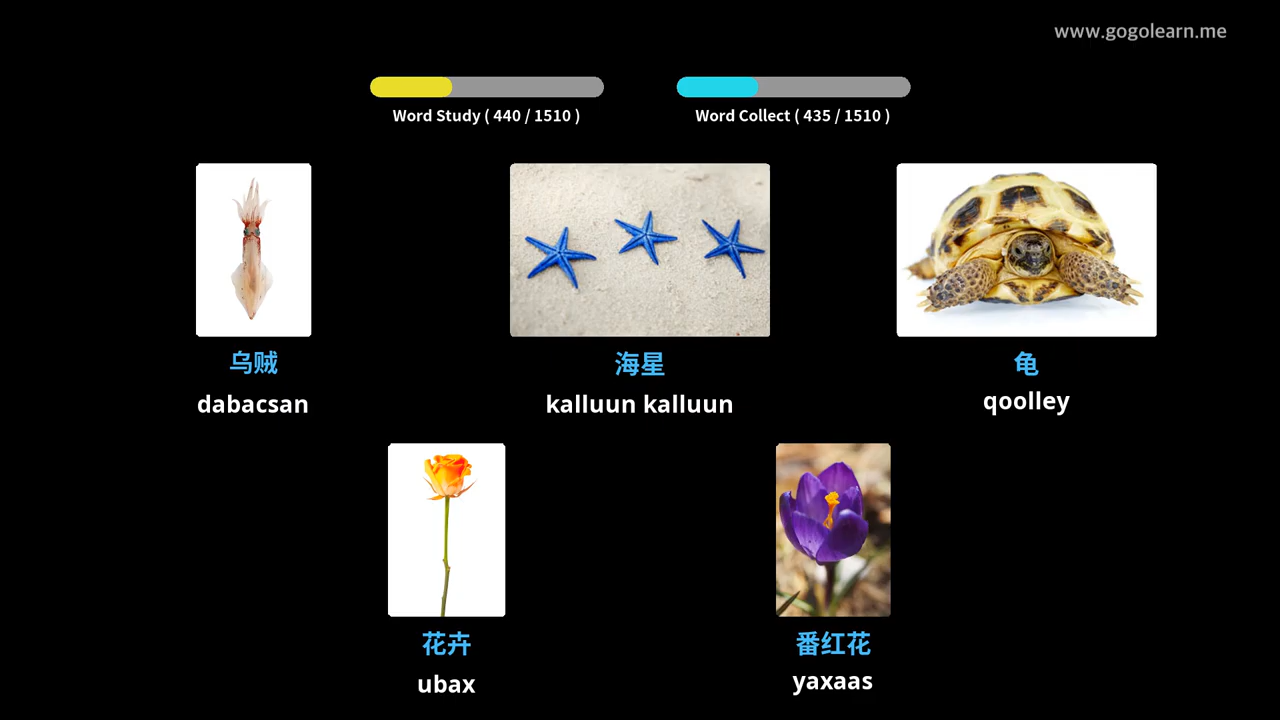 www.gogolearn.me
Word Study ( 440 / 1510 )
Word Collect ( 435 / 1510 )
乌贼
海星
龟
dabacsan
kalluun kalluun
qoolley
花卉
番红花
ubax
yaxaas